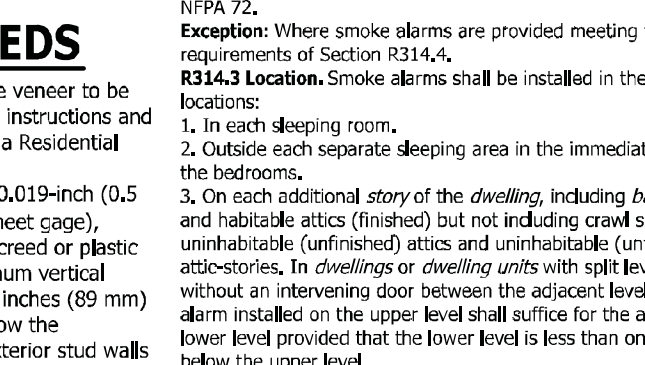 EDS
e veneer to be
instructions and
a Residential
0.019-inch (0.5
heet gage),
creed or plastic
num vertical
inches (89 mm)
ow the
xterior stud walls
NFPA 72.
Exception: Where smoke alarms are provided meeting
requirements of Section R314.4.
R314.3 Location. Smoke alarms shall be installed in the
locations:
1. In each sleeping room.
2. Outside each separate sleeping area in the immediat
the bedrooms.
3. On each additional story of the dwelling, including ba
and habitable attics (finished) but not including crawl s
uninhabitable (unfinished) attics and uninhabitable (un
attic-stories. In dwellings or dwelling units with split lev
without an intervening door between the adjacent level
alarm installed on the upper level shall suffice for the a
lower level provided that the lower level is less than on
below the upper level